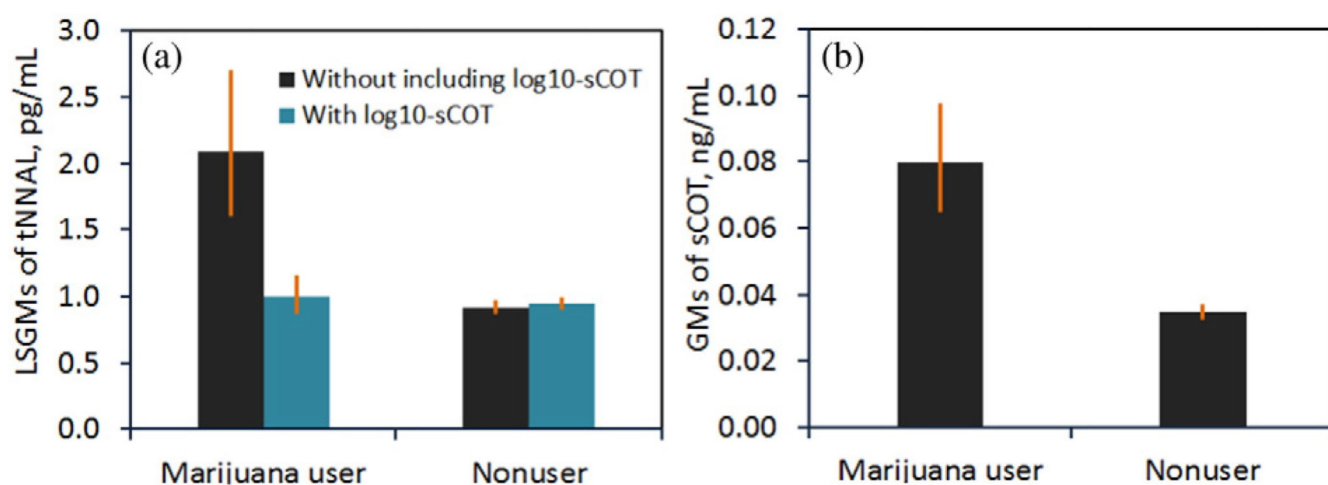 (a)
Without including log10-sCOT
With log10-sCOT
LSGMs of tNNAL, pg/mL
3.0
2.5
2.0
1.5
1.0
0.5
0.0
Marijuana user Nonuser
(b)
GMs of sCOT, ng/mL
0.12
0.10
0.08
0.06
0.04
0.02
0.00
Marijuana user Nonuser